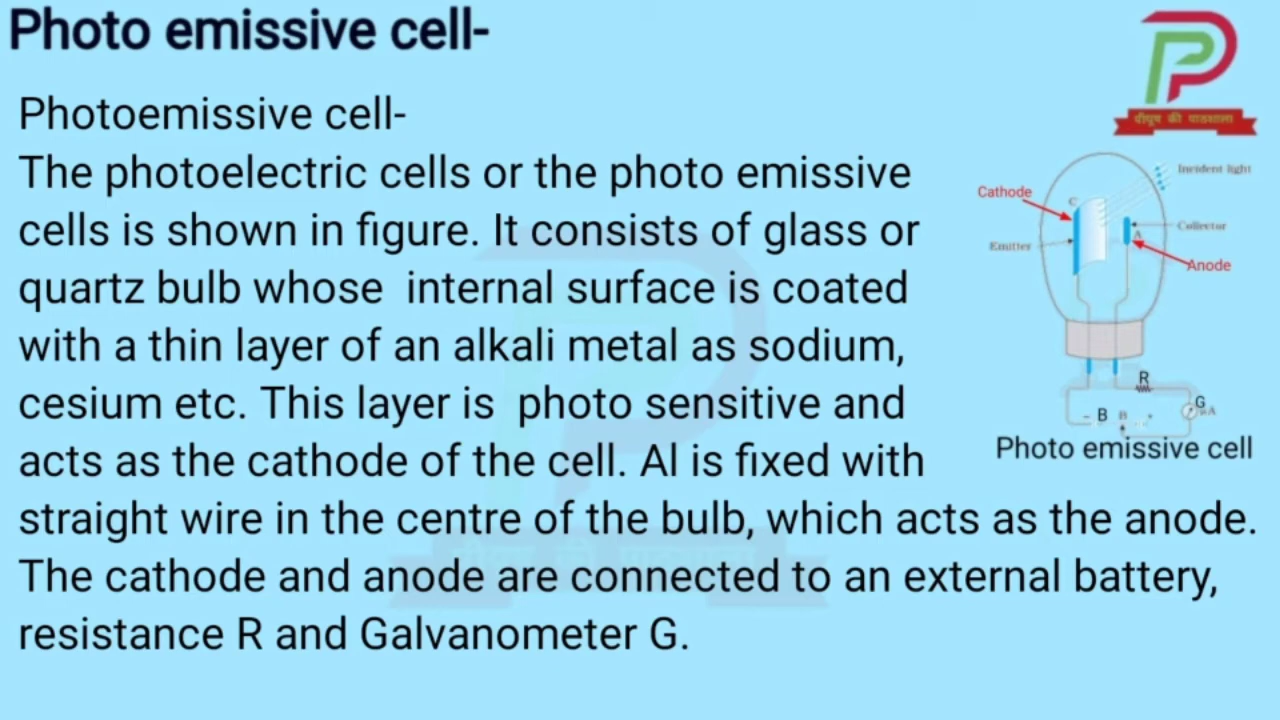 Photo emissive cell-
दीपूण की पाठशाला
Photoemissive cell-
The photoelectric cells or the photo emissive
cells is shown in figure. It consists of glass or
quartz bulb whose internal surface is coated
with a thin layer of an alkali metal as sodium,
cesium etc. This layer is photo sensitive and
acts as the cathode of the cell. Al is fixed with
straight wire in the centre of the bulb, which acts as the anode.
The cathode and anode are connected to an external battery,
resistance R and Galvanometer G.
Incident light
Cathode
C
Collector
A
Emitter
Anode
R
G
µA
- B B +
Photo emissive cell